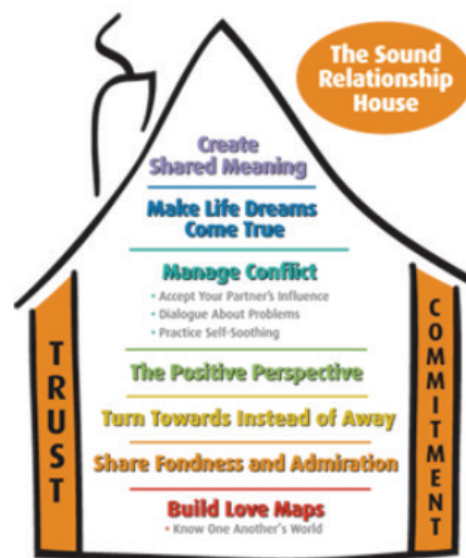 The Sound
Relationship
House
Create
Shared Meaning
Make Life Dreams
Come True
Manage Conflict
• Accept Your Partner's Influence
• Dialogue About Problems
• Practice Self-Soothing
The Positive Perspective
Turn Towards Instead of Away
Share Fondness and Admiration
Build Love Maps
• Know One Another's World
TRUST
COMMITMENT